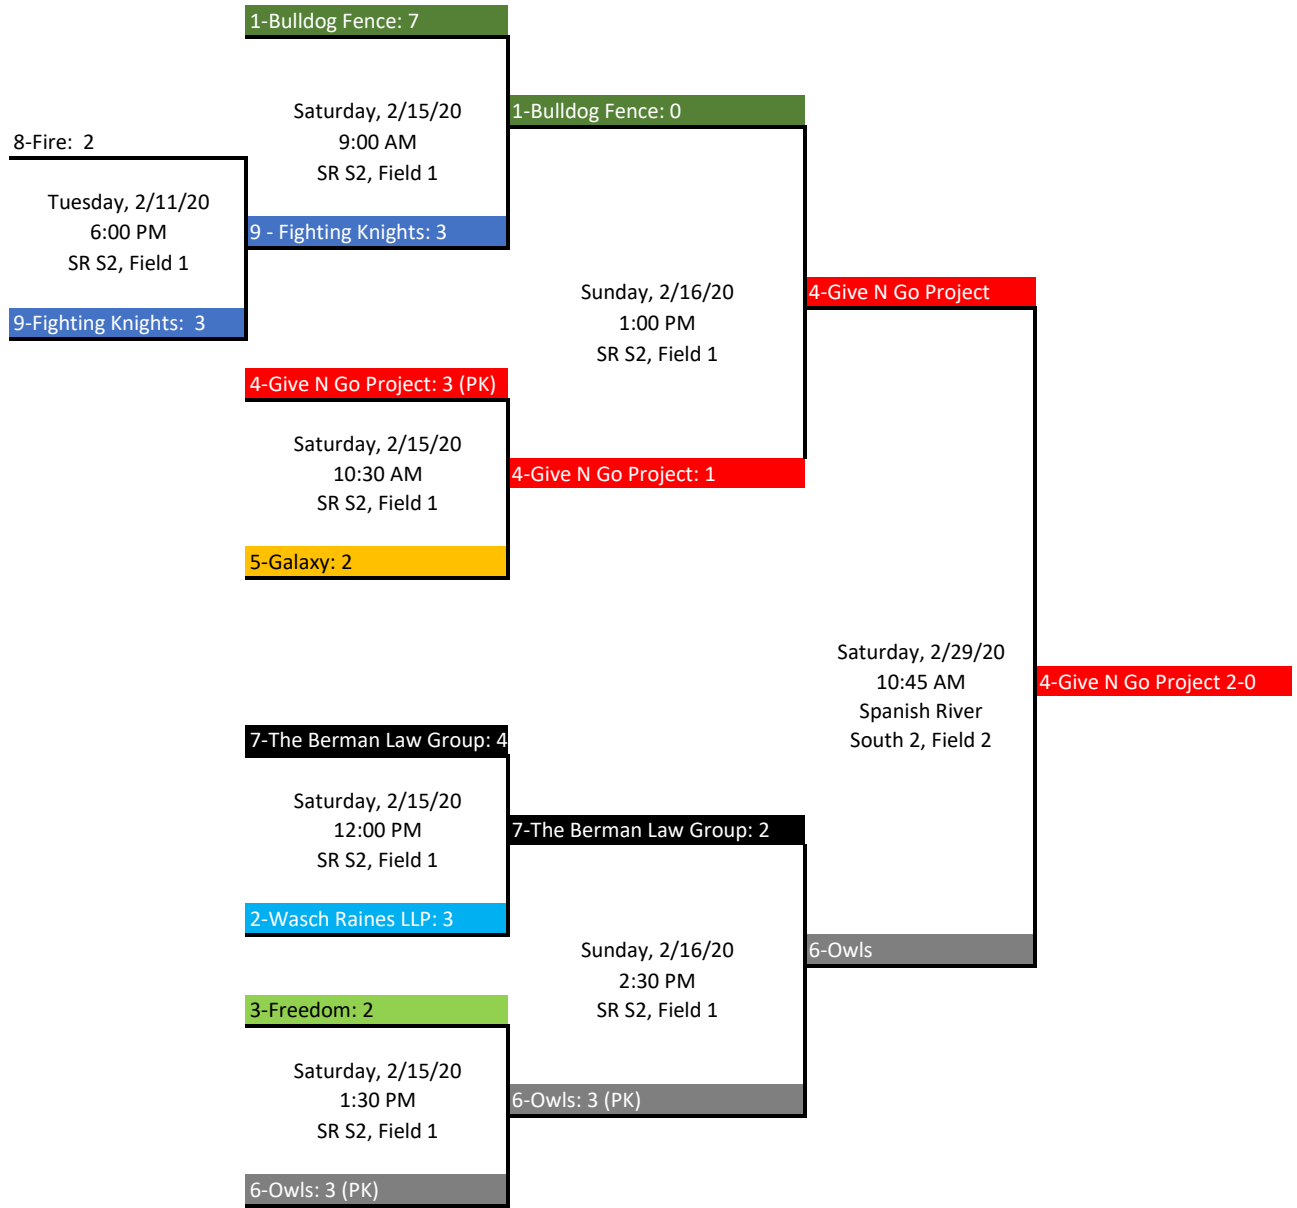 1-Bulldog Fence: 7
Saturday, 2/15/20
9:00 AM
SR S2, Field 1
1-Bulldog Fence: 0
8-Fire:  2
Tuesday, 2/11/20
6:00 PM
SR S2, Field 1
9 - Fighting Knights: 3
9-Fighting Knights:  3
Sunday, 2/16/20
1:00 PM
SR S2, Field 1
4-Give N Go Project
4-Give N Go Project: 3 (PK)
Saturday, 2/15/20
10:30 AM
SR S2, Field 1
4-Give N Go Project: 1
5-Galaxy: 2
Saturday, 2/29/20
10:45 AM
Spanish River
South 2, Field 2
4-Give N Go Project 2-0
7-The Berman Law Group: 4
Saturday, 2/15/20
12:00 PM
SR S2, Field 1
7-The Berman Law Group: 2
2-Wasch Raines LLP: 3
Sunday, 2/16/20
2:30 PM
SR S2, Field 1
6-Owls
3-Freedom: 2
Saturday, 2/15/20
1:30 PM
SR S2, Field 1
6-Owls: 3 (PK)
6-Owls: 3 (PK)